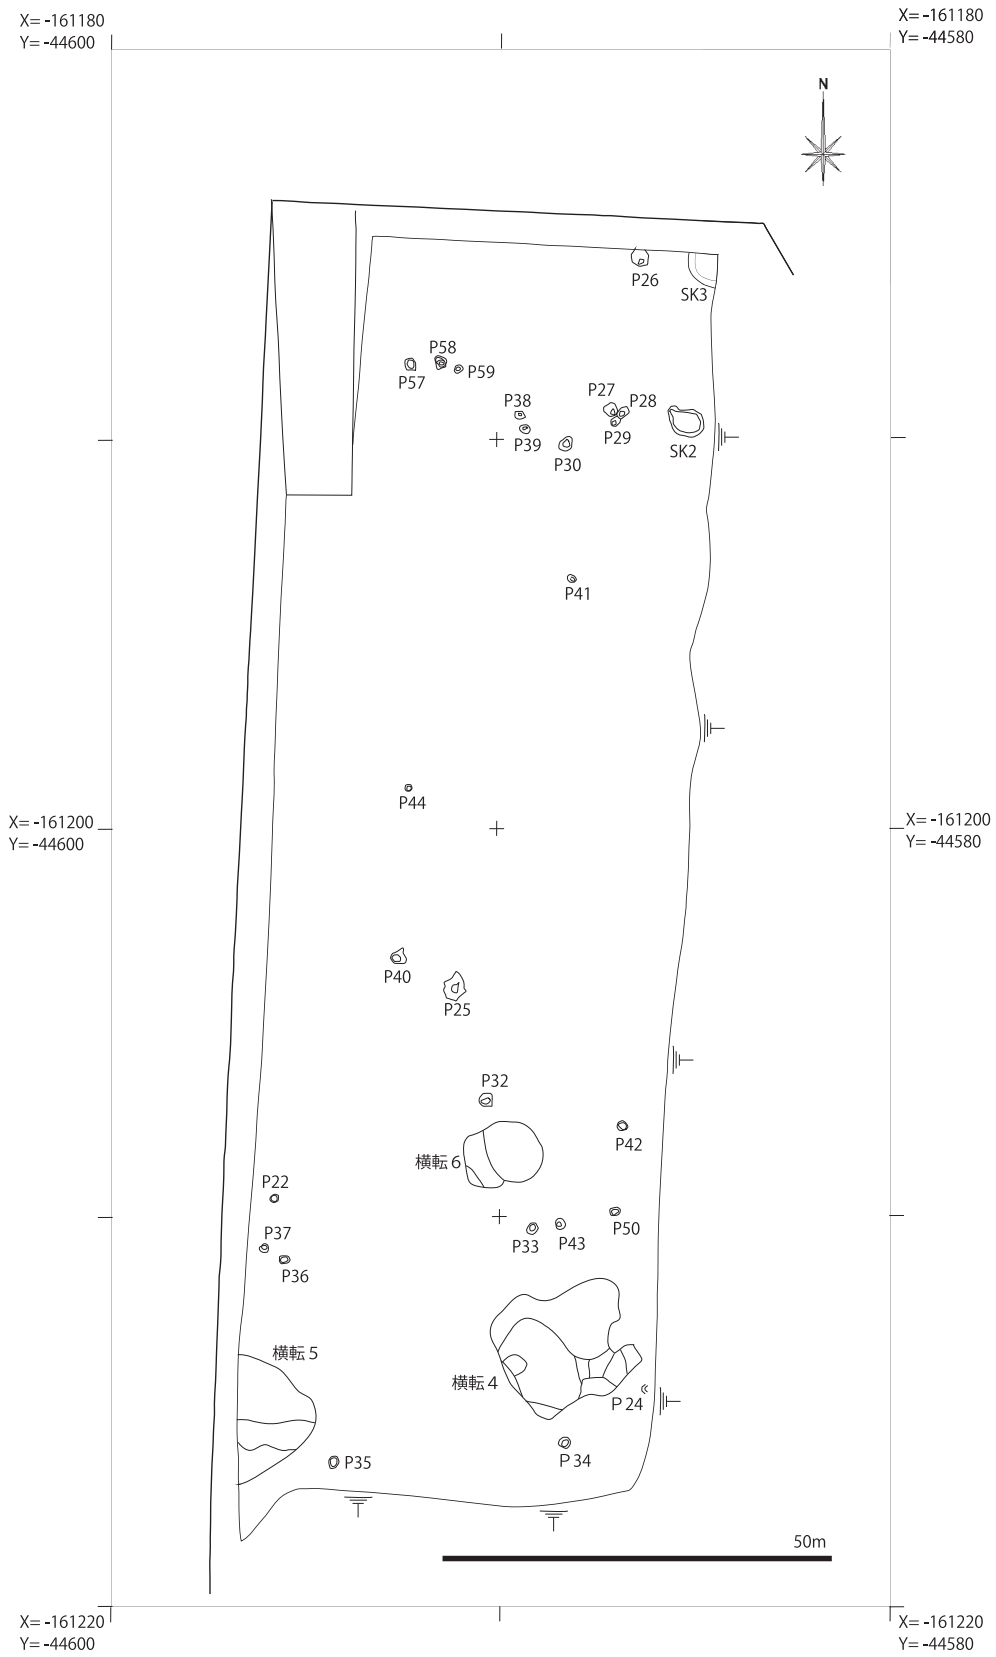 X= -161180
Y= -44600
X= -161180
Y= -44580
N
P26
SK3
P58
P57
P59
P38
P27
P28
P39
P29
P30
SK2
P41
P44
X= -161200
Y= -44600
X= -161200
Y= -44580
P40
P25
P32
P42
横転6
P22
P50
P37
P33
P43
P36
横転5
横転4
P 24
P 34
P35
50m
X= -161220
Y= -44600
X= -161220
Y= -44580